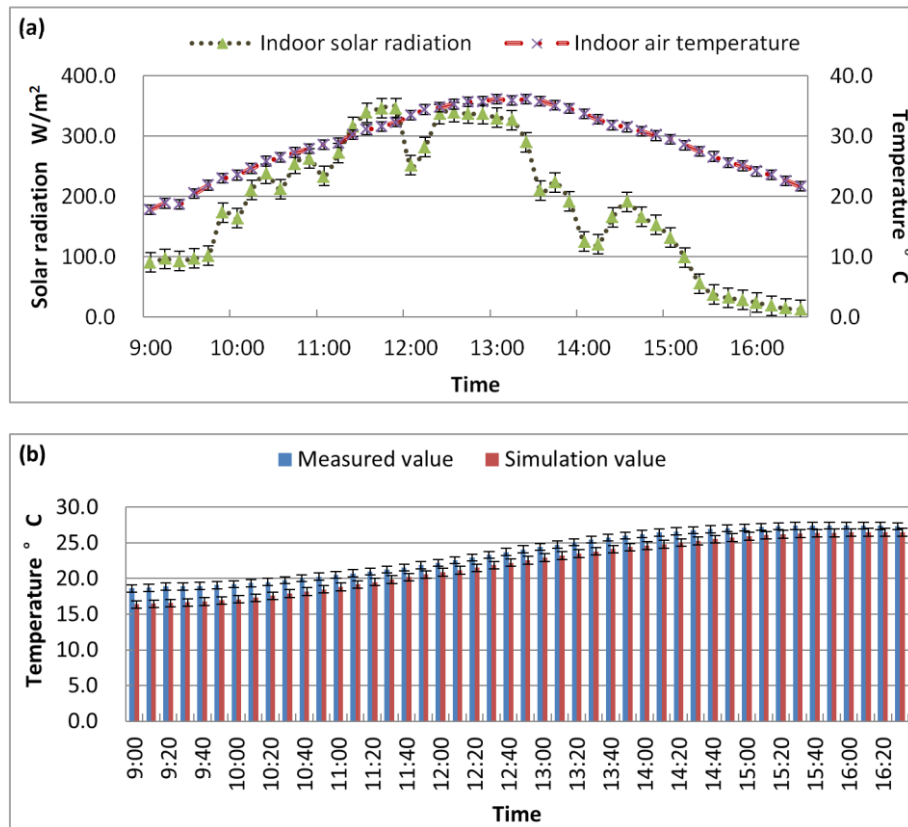 (a)
Indoor solar radiation Indoor air temperature
400.0 40.0
300.0 30.0
200.0 20.0
100.0 10.0
0.0 0.0
Solar radiation W/m²
Temperature ° C
9:00 10:00 11:00 12:00 13:00 14:00 15:00 16:00
Time
(b)
Measured value Simulation value
30.0
25.0
20.0
15.0
10.0
5.0
0.0
Temperature ° C
9:00 9:20 9:40 10:00 10:20 10:40 11:00 11:20 11:40 12:00 12:20 12:40 13:00 13:20 13:40 14:00 14:20 14:40 15:00 15:20 15:40 16:00 16:20
Time